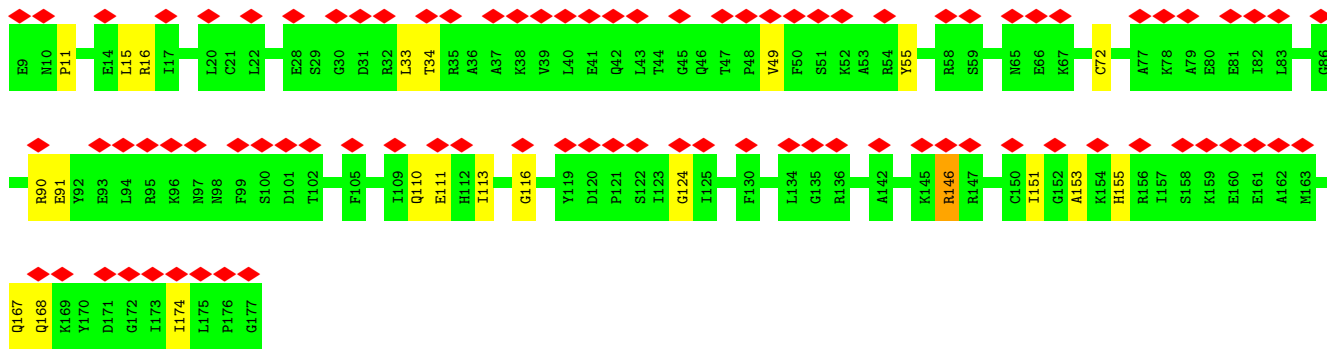 E9 N10 P11 E14 L15 R16 I17 L20 C21 L22 E28 S29 G30 D31 R32 L33 T34 R35 A36 A37 K38 V39 L40 E41 Q42 L43 T44 G45 Q46 T47 P48 V49 F50 S51 K52 A53 R54 Y55 R58 S59 N65 E66 K67 C72 A77 K78 A79 E80 E81 I82 L83 G86
R90 E91 Y92 E93 L94 R95 K96 N97 N98 F99 S100 D101 T102 F105 I109 Q110 E111 H112 I113 G116 Y119 D120 P121 S122 I123 G124 I125 F130 L134 G135 R136 A142 K145 R146 R147 C150 I151 G152 A153 K154 H155 R156 I157 S158 K159 E160 E161 A162 M163
Q167 Q168 K169 Y170 D171 G172 I173 I174 L175 P176 G177